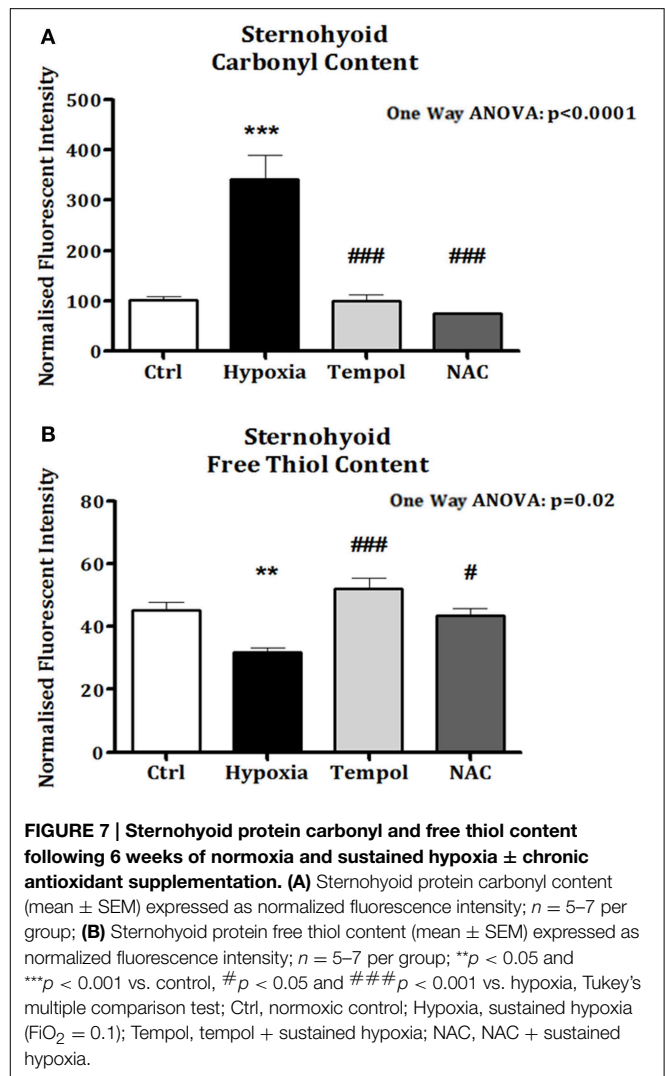 A
Sternohyoid
Carbonyl Content
Normalised Fluorescent Intensity
500
400
300
200
100
0
One Way ANOVA: p<0.0001
***
###
###
Ctrl Hypoxia Tempol NAC
B
Sternohyoid
Free Thiol Content
Normalised Fluorescent Intensity
80
60
40
20
0
One Way ANOVA: p=0.02
**
###
#
Ctrl Hypoxia Tempol NAC
FIGURE 7 | Sternohyoid protein carbonyl and free thiol content
following 6 weeks of normoxia and sustained hypoxia ± chronic
antioxidant supplementation. (A) Sternohyoid protein carbonyl content
(mean ± SEM) expressed as normalized fluorescence intensity; n = 5–7 per
group; (B) Sternohyoid protein free thiol content (mean ± SEM) expressed as
normalized fluorescence intensity; n = 5–7 per group; **p < 0.05 and
***p < 0.001 vs. control, #p < 0.05 and ###p < 0.001 vs. hypoxia, Tukey's
multiple comparison test; Ctrl, normoxic control; Hypoxia, sustained hypoxia
(FiO2 = 0.1); Tempol, tempol + sustained hypoxia; NAC, NAC + sustained
hypoxia.